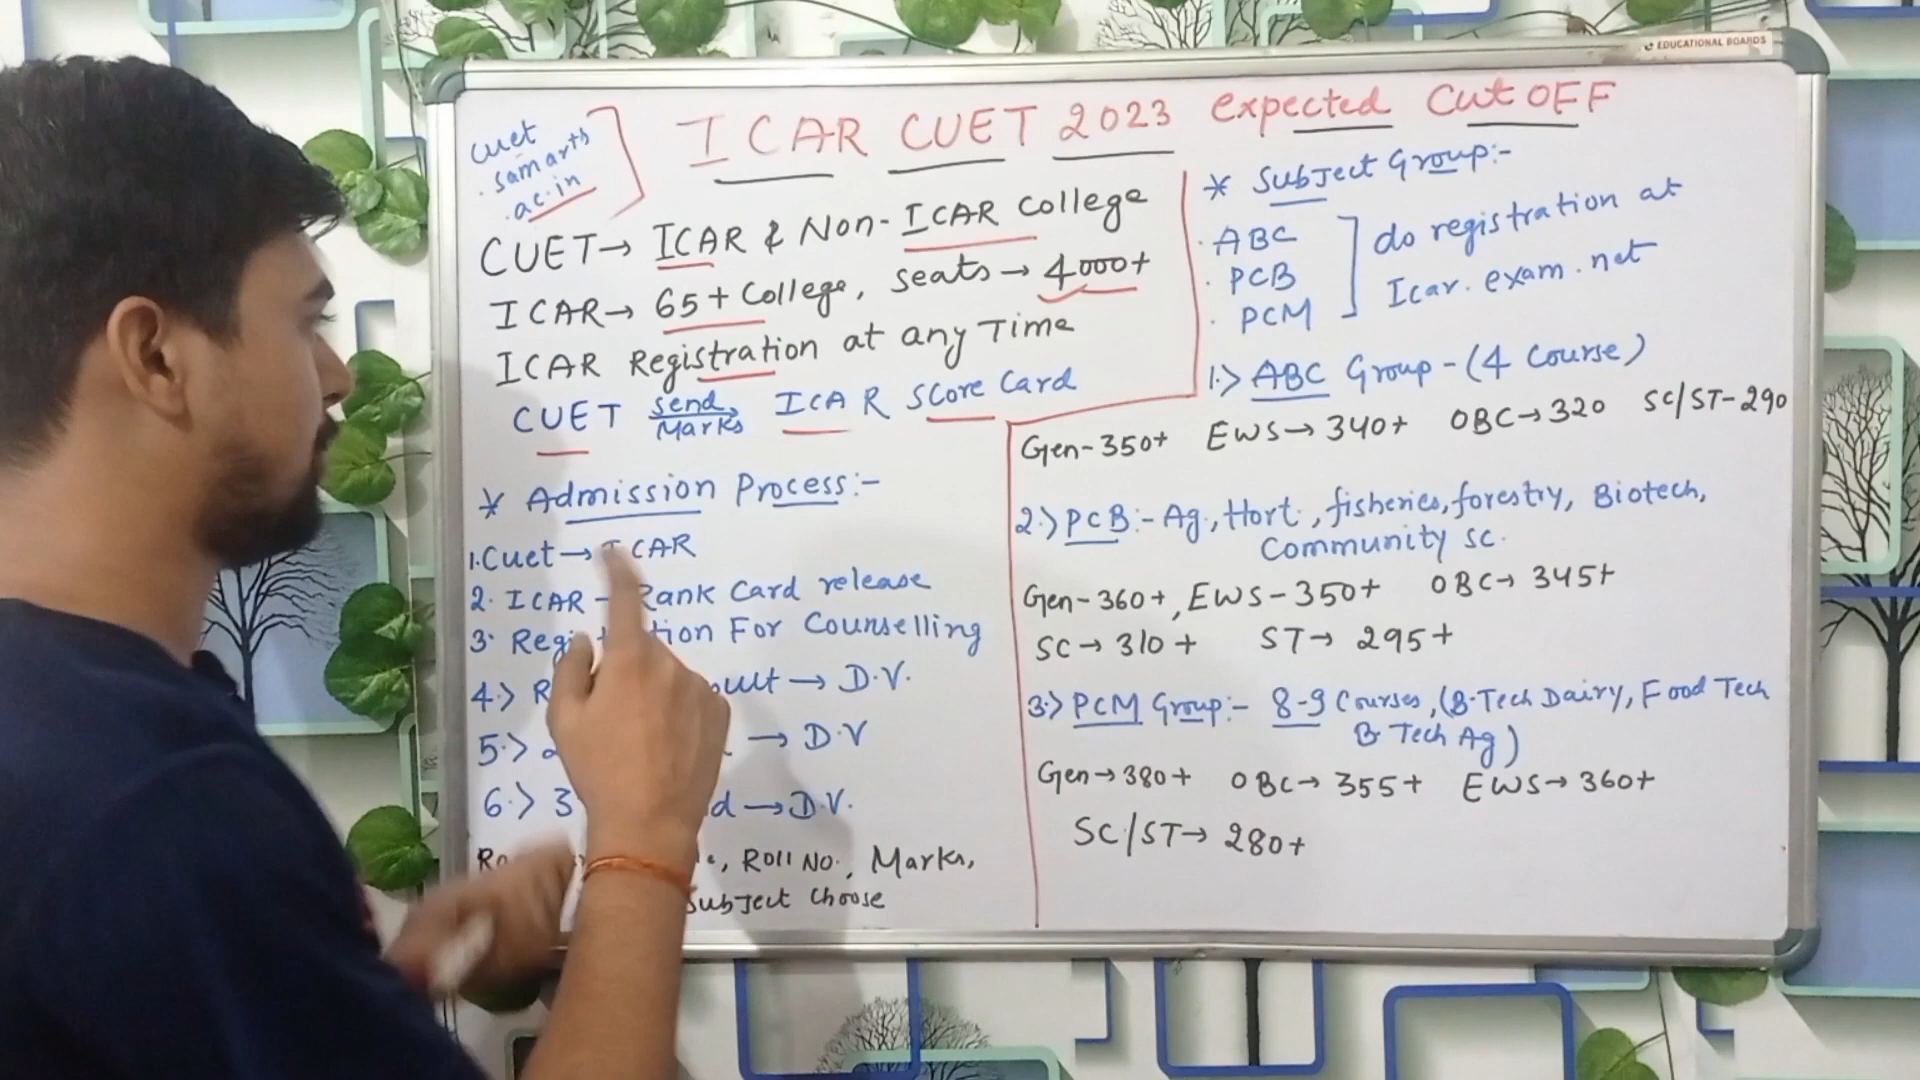 EDUCATIONAL BOARDS
ICAR CUET 2023 Expected Cut OFF
cuet
. samarth
. ac.in
CUET → ICAR & Non-ICAR College
ICAR → 65+ College, seats → 4000+
ICAR Registration at any Time
CUET send Marks ICAR Score Card
* Admission Process:-
1. Cuet → ICAR
2. ICAR - Rank Card release
3. For Counselling
4.> → D.V.
5.> → D.V
6.> → D.V.
, Roll No., Marks,
Subject Choose
* Subject Group:-
. ABC
. PCB
. PCM
do registration at
Icar. exam. net
1.> ABC Group - (4 Course)
Gen-350+ EWS → 340+ OBC → 320 SC/ST-290
2.> PCB:- Ag., Hort., fisheries, forestry, Biotech,
Community sc.
Gen-360+, EWS-350+ OBC → 345+
SC → 310+ ST → 295+
3.> PCM Group:- 8-9 Courses, (B.Tech Dairy, Food Tech
B.Tech Ag)
Gen → 380+ OBC → 355+ EWS → 360+
SC/ST → 280+